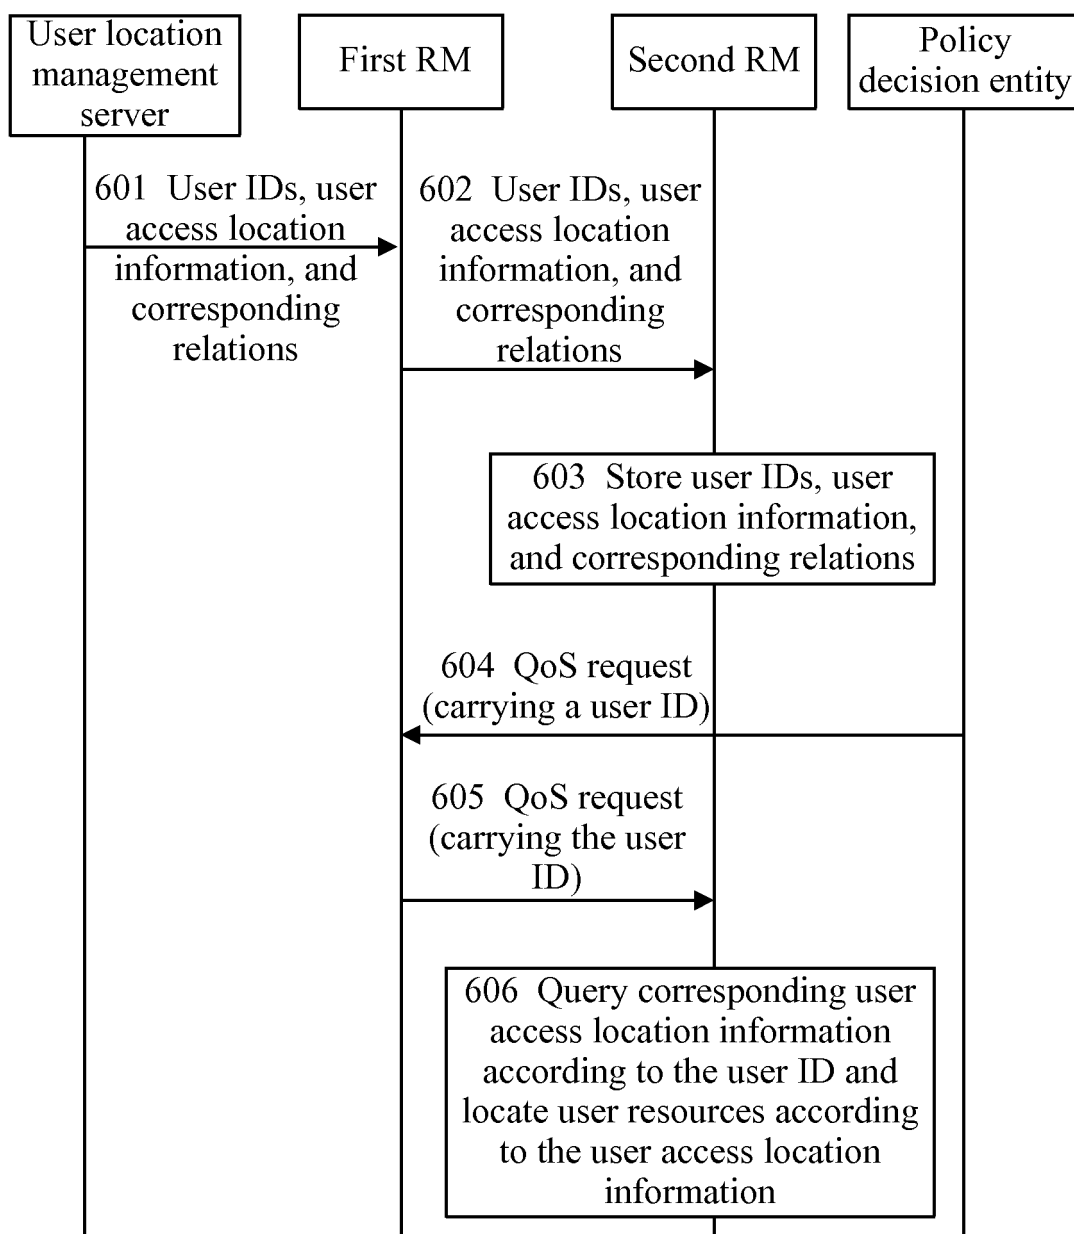 User location
management
server
First RM
Second RM
Policy
decision entity
601 User IDs, user
access location
information, and
corresponding
relations
602 User IDs, user
access location
information, and
corresponding
relations
603 Store user IDs, user
access location information,
and corresponding relations
604 QoS request
(carrying a user ID)
605 QoS request
(carrying the user
ID)
606 Query corresponding user
access location information
according to the user ID and
locate user resources according
to the user access location
information